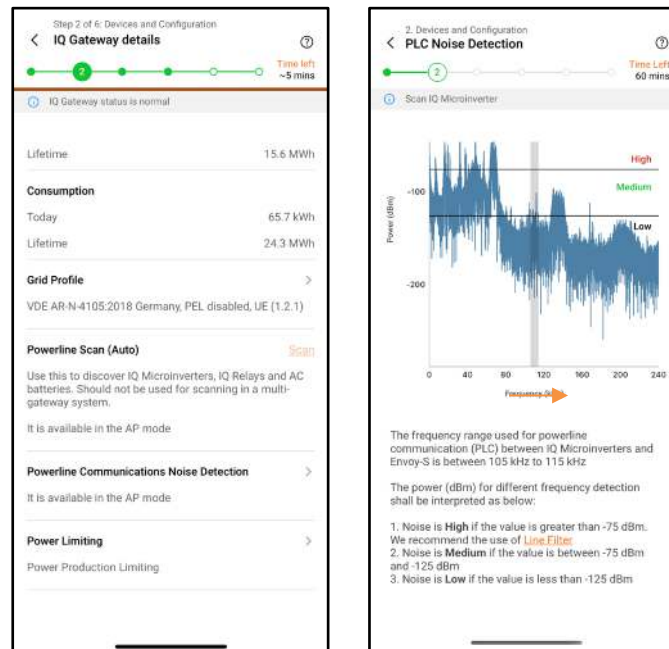 Step 2 of 6: Devices and Configuration
IQ Gateway details
2
Time left
~5 mins
IQ Gateway status is normal
Lifetime 15.6 MWh
Consumption
Today 65.7 kWh
Lifetime 24.3 MWh
Grid Profile
VDE AR-N-4105:2018 Germany, PEL disabled, UE (1.2.1)
Powerline Scan (Auto) Scan
Use this to discover IQ Microinverters, IQ Relays and AC
batteries. Should not be used for scanning in a multi-
gateway system.
It is available in the AP mode
Powerline Communications Noise Detection
It is available in the AP mode
Power Limiting
Power Production Limiting
2. Devices and Configuration
PLC Noise Detection
2
Time Left
60 mins
Scan IQ Microinverter
High
Medium
Low
Power (dBm)
-100
-200
0 40 80 120 160 200 240
The frequency range used for powerline
communication (PLC) between IQ Microinverters and
Envoy-S is between 105 kHz to 115 kHz
The power (dBm) for different frequency detection
shall be interpreted as below:
1. Noise is High if the value is greater than -75 dBm.
We recommend the use of Line Filter
2. Noise is Medium if the value is between -75 dBm
and -125 dBm
3. Noise is Low if the value is less than -125 dBm